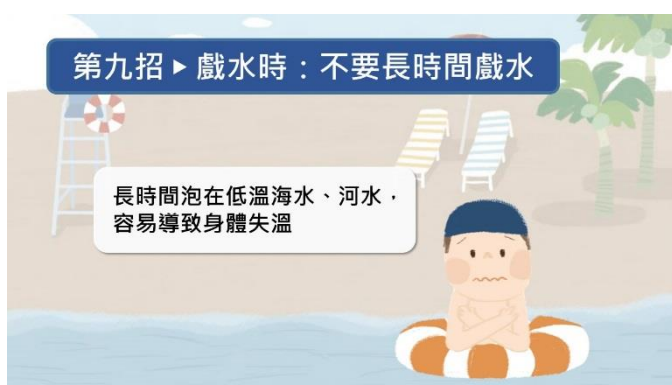 第九招▶戲水時：不要長時間戲水
長時間泡在低溫海水、河水，
容易導致身體失溫